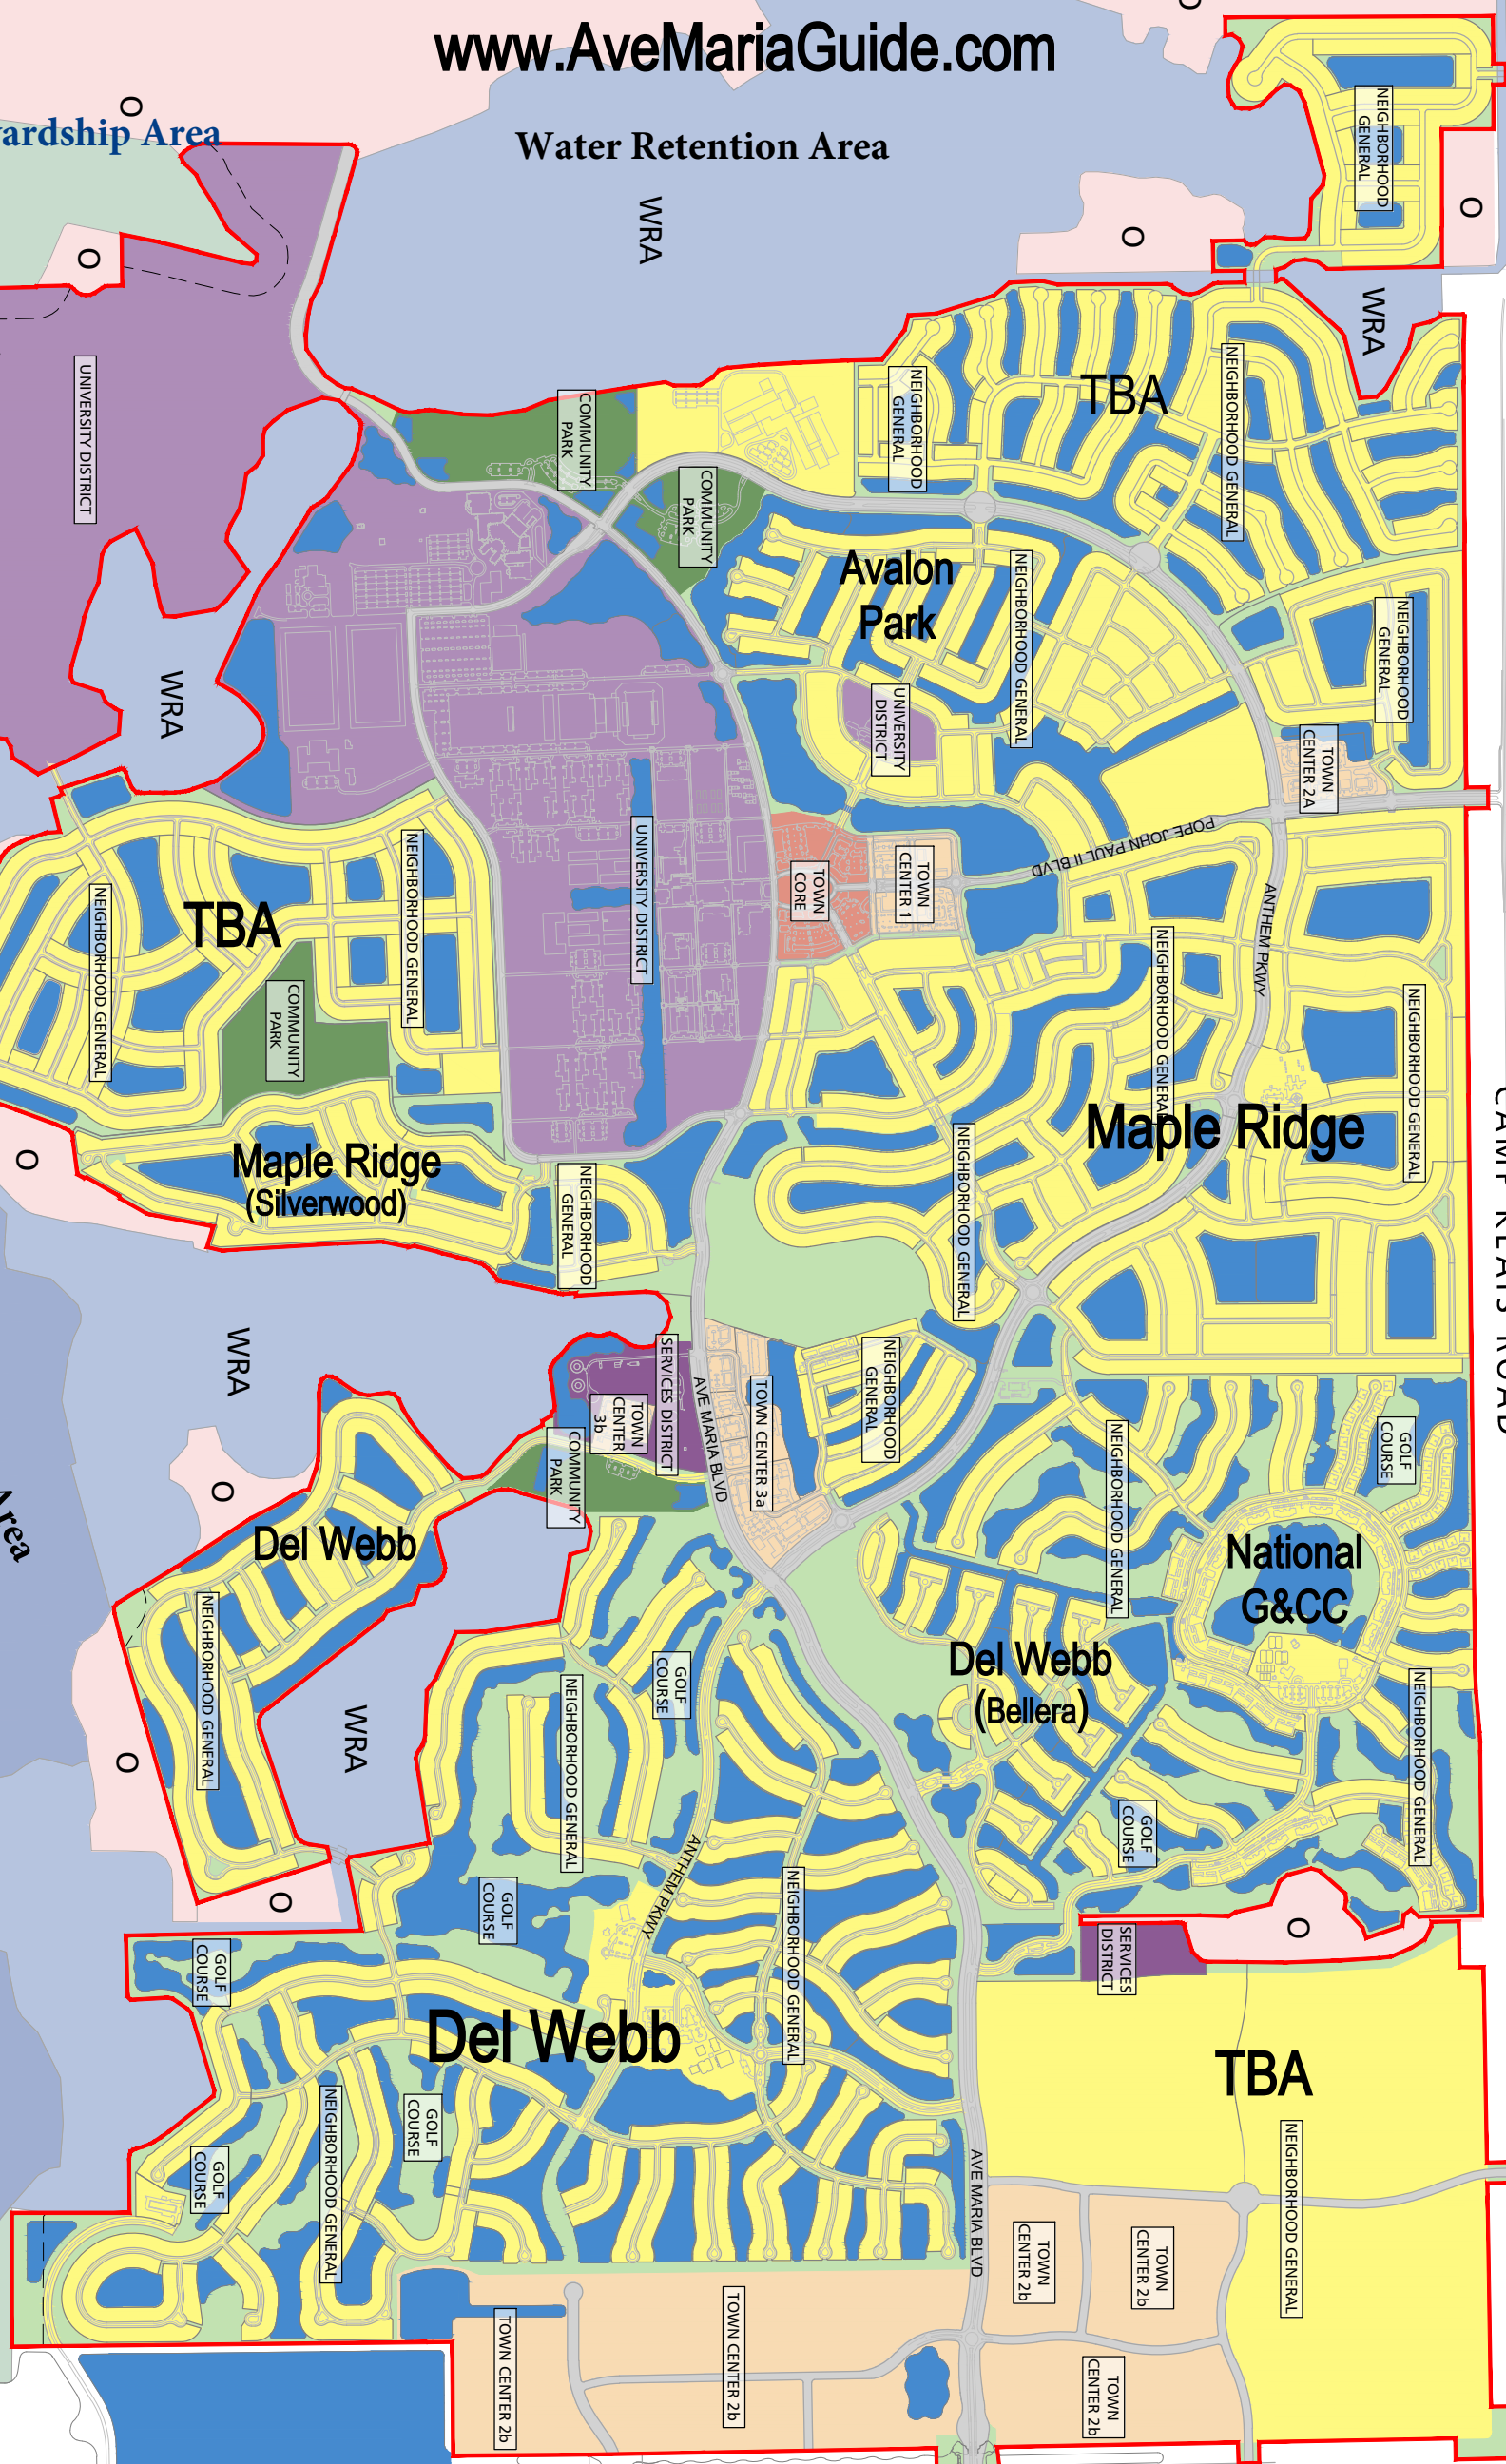 www.AveMariaGuide.com
O
O
ardship Area
Water Retention Area
NEIGHBORHOOD
GENERAL
WRA
O
O
O
WRA
UNIVERSITY DISTRICT
COMMUNITY
PARK
NEIGHBORHOOD
GENERAL
TBA
NEIGHBORHOOD GENERAL
COMMUNITY
PARK
Avalon
Park
NEIGHBORHOOD GENERAL
NEIGHBORHOOD
GENERAL
WRA
UNIVERSITY
DISTRICT
TOWN
CENTER 2A
POPE JOHN PAUL II BLVD
UNIVERSITY DISTRICT
TOWN
CORE
TOWN
CENTER 1
ANTHEM PKWY
TBA
NEIGHBORHOOD GENERAL
NEIGHBORHOOD GENERAL
COMMUNITY
PARK
NEIGHBORHOOD GENERAL
NEIGHBORHOOD GENERAL
Maple Ridge
CAMP KEAIS ROAD
O
Maple Ridge
(Silverwood)
NEIGHBORHOOD
GENERAL
NEIGHBORHOOD GENERAL
WRA
SERVICES DISTRICT
TOWN
CENTER
3b
AVE MARIA BLVD
TOWN CENTER 3a
NEIGHBORHOOD
GENERAL
COMMUNITY
PARK
NEIGHBORHOOD GENERAL
GOLF
COURSE
O
Area
Del Webb
National
G&CC
NEIGHBORHOOD GENERAL
GOLF
COURSE
Del Webb
(Bellera)
NEIGHBORHOOD GENERAL
NEIGHBORHOOD GENERAL
WRA
O
GOLF
COURSE
ANTHEM PKWY
NEIGHBORHOOD GENERAL
GOLF
COURSE
O
O
GOLF
COURSE
SERVICES
DISTRICT
Del Webb
TBA
NEIGHBORHOOD GENERAL
GOLF
COURSE
GOLF
COURSE
NEIGHBORHOOD GENERAL
AVE MARIA BLVD
TOWN
CENTER 2b
TOWN
CENTER 2b
TOWN CENTER 2b
TOWN CENTER 2b
TOWN
CENTER 2b